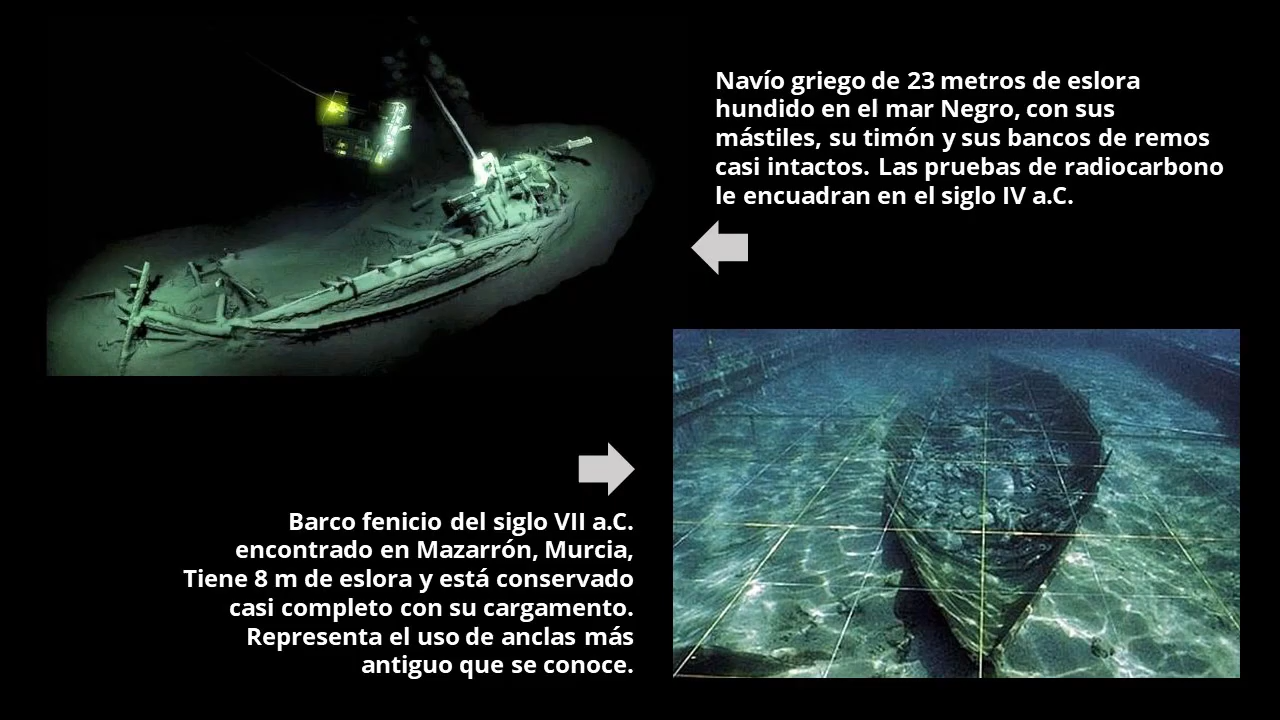 Navío griego de 23 metros de eslora
hundido en el mar Negro, con sus
mástiles, su timón y sus bancos de remos
casi intactos. Las pruebas de radiocarbono
le encuadran en el siglo IV a.C.
Barco fenicio del siglo VII a.C.
encontrado en Mazarrón, Murcia,
Tiene 8 m de eslora y está conservado
casi completo con su cargamento.
Representa el uso de anclas más
antiguo que se conoce.